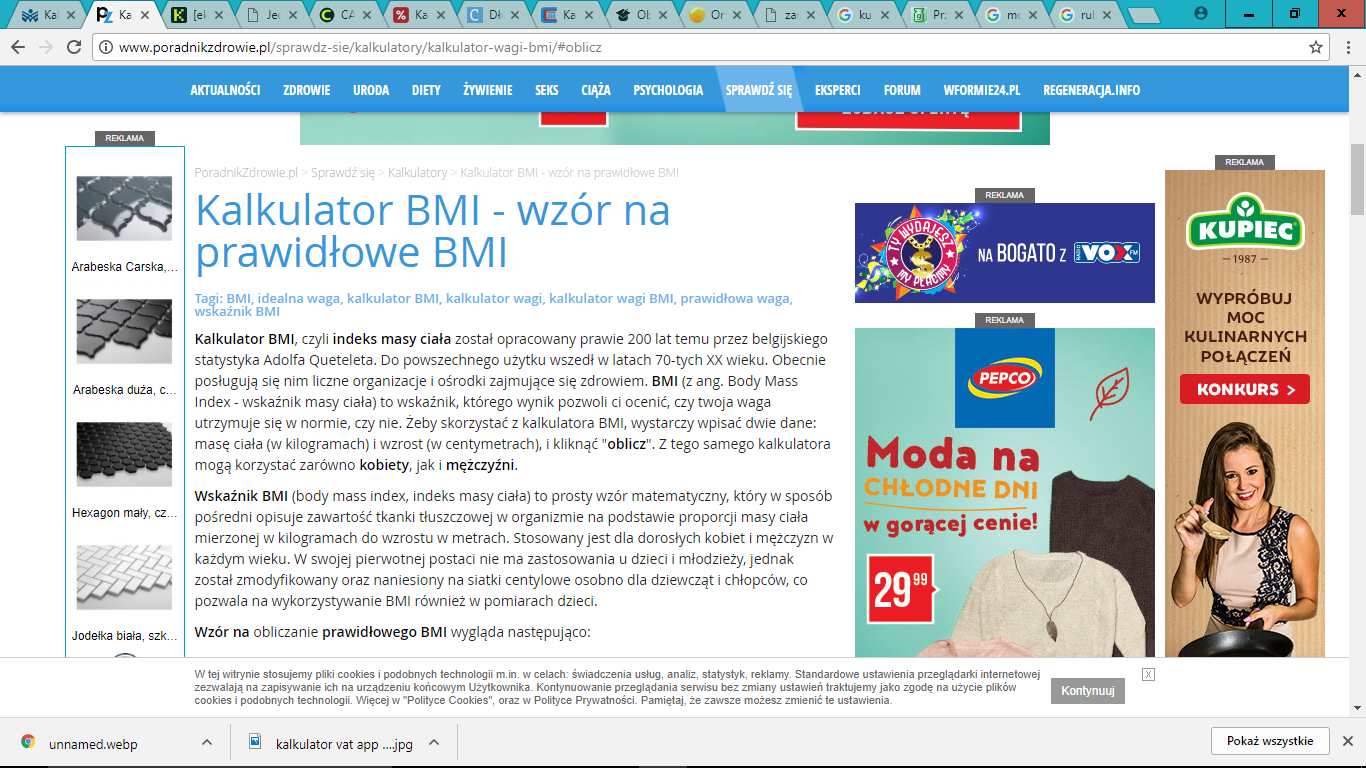 Kal
Ka
[ek
Jec
CA
Ka
Dło
Ka
Ob
Or
za
ku
Prz
mo
rul
www.poradnikzdrowie.pl/sprawdz-sie/kalkulatory/kalkulator-wagi-bmi/#oblicz
AKTUALNOŚCI ZDROWIE URODA DIETY ŻYWIENIE SEKS CIĄŻA PSYCHOLOGIA SPRAWDŹ SIĘ EKSPERCI FORUM WFORMIE24.PL REGENERACJA.INFO
REKLAMA
Arabeska Carska,...
Arabeska duża, c...
Hexagon mały, cz...
Jodełka biała, szk...
PoradnikZdrowie.pl > Sprawdź się > Kalkulatory > Kalkulator BMI - wzór na prawidłowe BMI
Kalkulator BMI - wzór na
prawidłowe BMI
Tagi: BMI, idealna waga, kalkulator BMI, kalkulator wagi, kalkulator wagi BMI, prawidłowa waga,
wskaźnik BMI
Kalkulator BMI, czyli indeks masy ciała został opracowany prawie 200 lat temu przez belgijskiego
statystyka Adolfa Queteleta. Do powszechnego użytku wszedł w latach 70-tych XX wieku. Obecnie
posługują się nim liczne organizacje i ośrodki zajmujące się zdrowiem. BMI (z ang. Body Mass
Index - wskaźnik masy ciała) to wskaźnik, którego wynik pozwoli ci ocenić, czy twoja waga
utrzymuje się w normie, czy nie. Żeby skorzystać z kalkulatora BMI, wystarczy wpisać dwie dane:
masę ciała (w kilogramach) i wzrost (w centymetrach), i kliknąć "oblicz". Z tego samego kalkulatora
mogą korzystać zarówno kobiety, jak i mężczyźni.
Wskaźnik BMI (body mass index, indeks masy ciała) to prosty wzór matematyczny, który w sposób
pośredni opisuje zawartość tkanki tłuszczowej w organizmie na podstawie proporcji masy ciała
mierzonej w kilogramach do wzrostu w metrach. Stosowany jest dla dorosłych kobiet i mężczyzn w
każdym wieku. W swojej pierwotnej postaci nie ma zastosowania u dzieci i młodzieży, jednak
został zmodyfikowany oraz naniesiony na siatki centylowe osobno dla dziewcząt i chłopców, co
pozwala na wykorzystywanie BMI również w pomiarach dzieci.
Wzór na obliczanie prawidłowego BMI wygląda następująco:
REKLAMA
TY WYDAJESZ
MY PŁACIMY
NA BOGATO Z VOX FM
REKLAMA
PEPCO
Moda na
CHŁODNE DNI
w gorącej cenie!
29 99
REKLAMA
KUPIEC
1987
WYPRÓBUJ
MOC
KULINARNYCH
POŁĄCZEŃ
KONKURS >
W tej witrynie stosujemy pliki cookies i podobnych technologii m.in. w celach: świadczenia usług, analiz, statystyk, reklamy. Standardowe ustawienia przeglądarki internetowej
zezwalają na zapisywanie ich na urządzeniu końcowym Użytkownika. Kontynuowanie przeglądania serwisu bez zmiany ustawień traktujemy jako zgodę na użycie plików
cookies i podobnych technologii. Więcej w "Polityce Cookies", oraz w Polityce Prywatności. Pamiętaj, że zawsze możesz zmienić te ustawienia.
Kontynuuj
unnamed.webp
kalkulator vat app ....jpg
Pokaż wszystkie